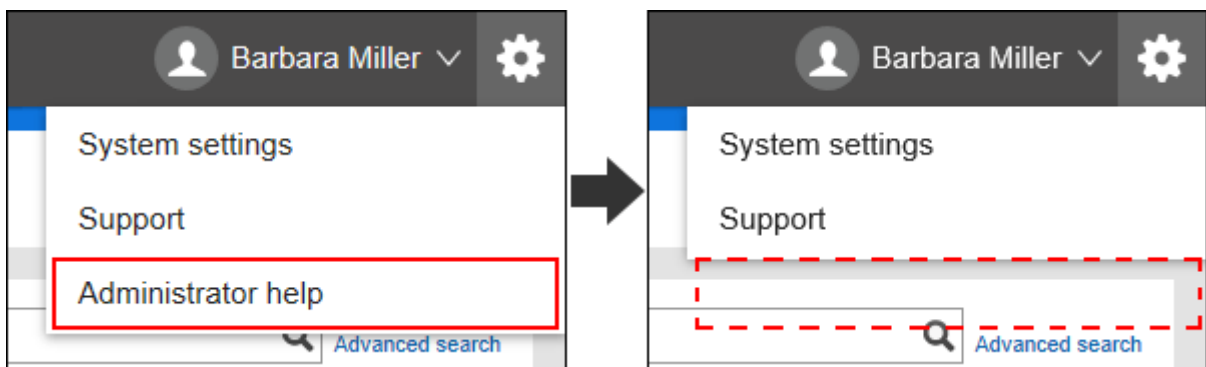 Barbara Miller
System settings
Support
Administrator help
Advanced search
Barbara Miller
System settings
Support
Advanced search